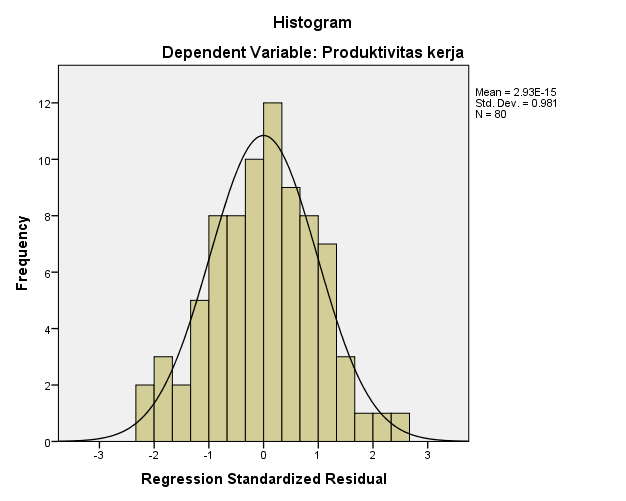 Histogram
Dependent Variable: Produktivitas kerja
Mean = 2.93E-15
Std. Dev. = 0.981
N = 80
Frequency
12
10
8
6
4
2
0
-3 -2 -1 0 1 2 3
Regression Standardized Residual